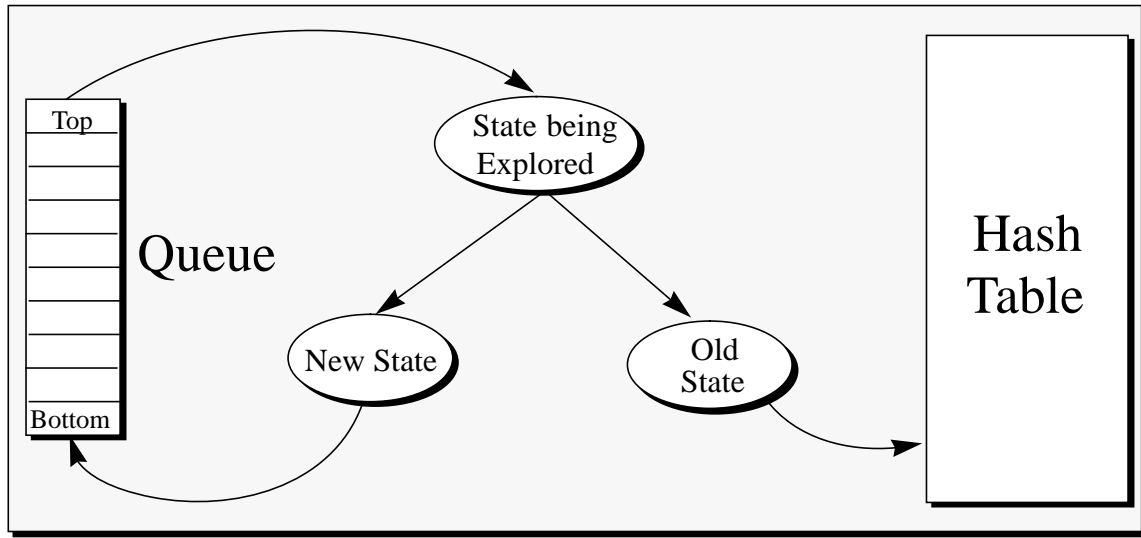 Top
State being
Explored
Queue
Hash
Table
New State
Old
State
Bottom